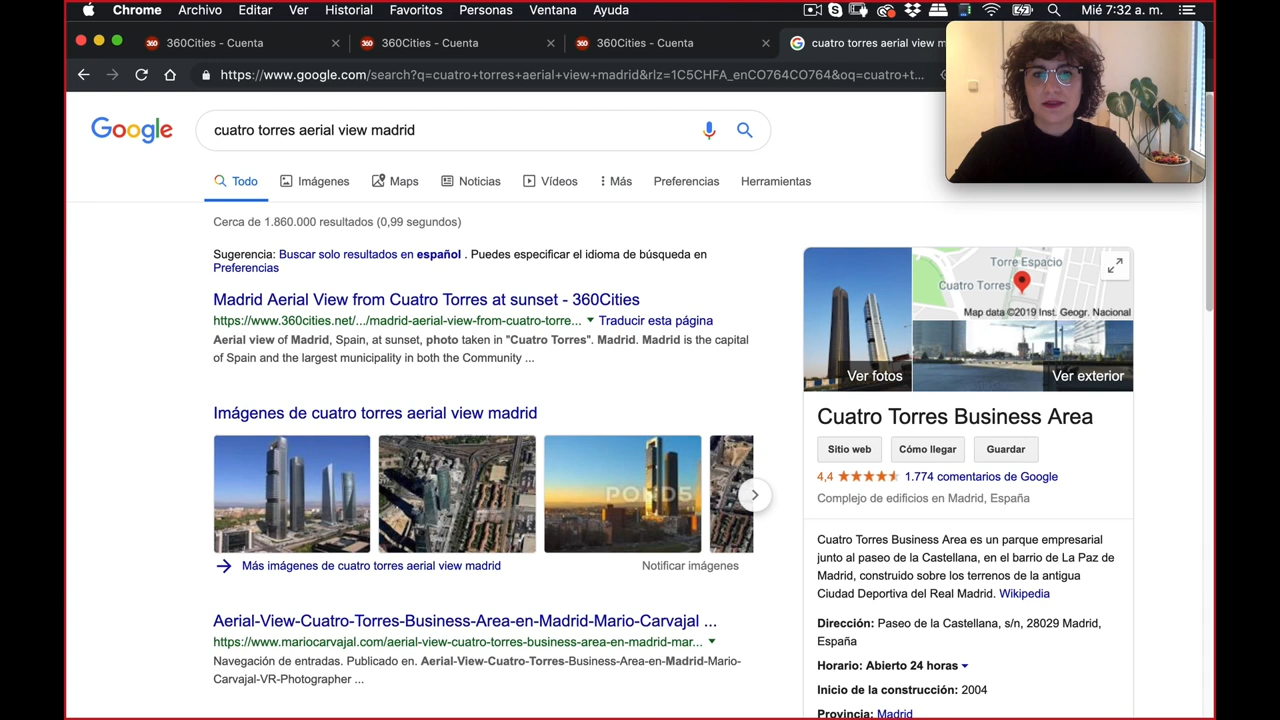 Chrome Archivo Editar Ver Historial Favoritos Personas Ventana Ayuda Mié 7:32 a. m.
360Cities - Cuenta 360Cities - Cuenta 360Cities - Cuenta cuatro torres aerial view m
https://www.google.com/search?q=cuatro+torres+aerial+view+madrid&rlz=1C5CHFA_enCO764CO764&oq=cuatro+t...
Google
cuatro torres aerial view madrid
Todo Imágenes Maps Noticias Vídeos Más Preferencias Herramientas
Cerca de 1.860.000 resultados (0,99 segundos)
Sugerencia: Buscar solo resultados en español . Puedes especificar el idioma de búsqueda en
Preferencias
Madrid Aerial View from Cuatro Torres at sunset - 360Cities
https://www.360cities.net/.../madrid-aerial-view-from-cuatro-torre... Traducir esta página
Aerial view of Madrid, Spain, at sunset, photo taken in "Cuatro Torres". Madrid. Madrid is the capital
of Spain and the largest municipality in both the Community ...
Imágenes de cuatro torres aerial view madrid
POND5
Más imágenes de cuatro torres aerial view madrid Notificar imágenes
Aerial-View-Cuatro-Torres-Business-Area-en-Madrid-Mario-Carvajal ...
https://www.mariocarvajal.com/aerial-view-cuatro-torres-business-area-en-madrid-mar...
Navegación de entradas. Publicado en. Aerial-View-Cuatro-Torres-Business-Area-en-Madrid-Mario-
Carvajal-VR-Photographer ...
Torre Espacio
Cuatro Torres
Map data ©2019 Inst. Geogr. Nacional
Ver fotos Ver exterior
Cuatro Torres Business Area
Sitio web Cómo llegar Guardar
4,4 1.774 comentarios de Google
Complejo de edificios en Madrid, España
Cuatro Torres Business Area es un parque empresarial
junto al paseo de la Castellana, en el barrio de La Paz de
Madrid, construido sobre los terrenos de la antigua
Ciudad Deportiva del Real Madrid. Wikipedia
Dirección: Paseo de la Castellana, s/n, 28029 Madrid,
España
Horario: Abierto 24 horas
Inicio de la construcción: 2004
Provincia: Madrid